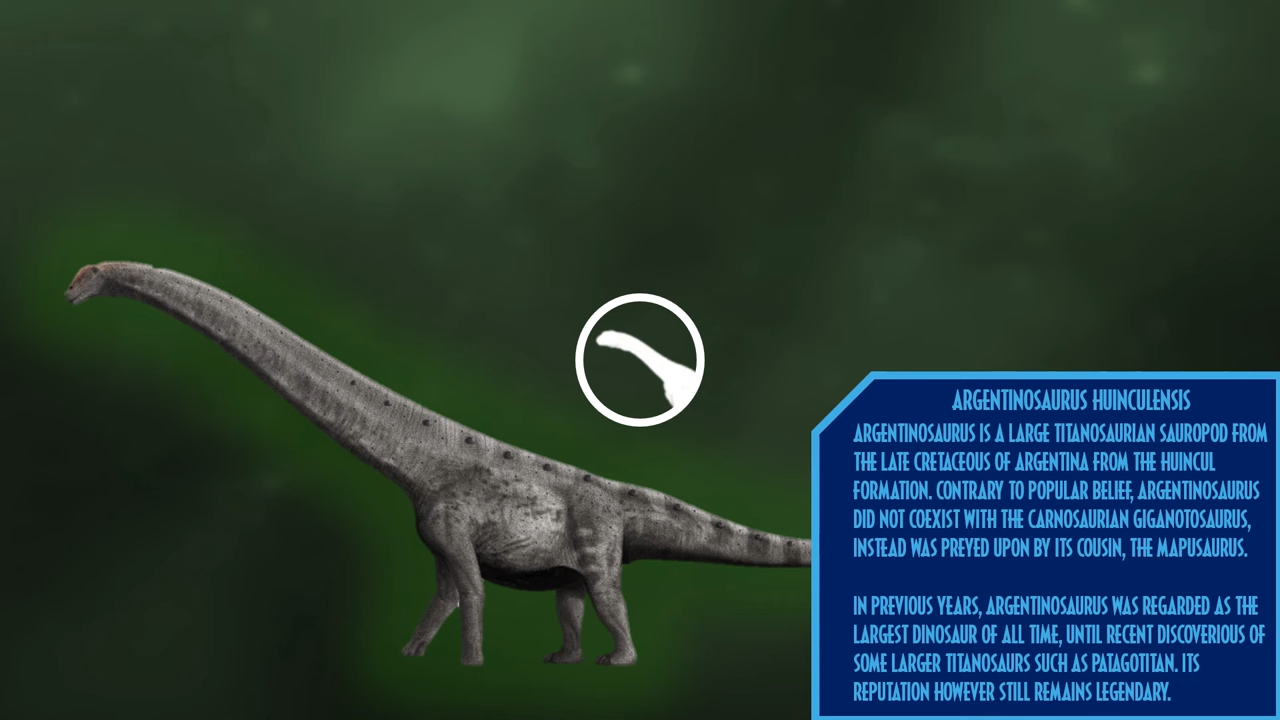 ARGENTINOSAURUS HUINCULENSIS
ARGENTINOSAURUS IS A LARGE TITANOSAURIAN SAUROPOD FROM
THE LATE CRETACEOUS OF ARGENTINA FROM THE HUINCUL
FORMATION. CONTRARY TO POPULAR BELIEF, ARGENTINOSAURUS
DID NOT COEXIST WITH THE CARNOSAURIAN GIGANOTOSAURUS,
INSTEAD WAS PREYED UPON BY ITS COUSIN, THE MAPUSAURUS.
IN PREVIOUS YEARS, ARGENTINOSAURUS WAS REGARDED AS THE
LARGEST DINOSAUR OF ALL TIME, UNTIL RECENT DISCOVERIOUS OF
SOME LARGER TITANOSAURS SUCH AS PATAGOTITAN. ITS
REPUTATION HOWEVER STILL REMAINS LEGENDARY.